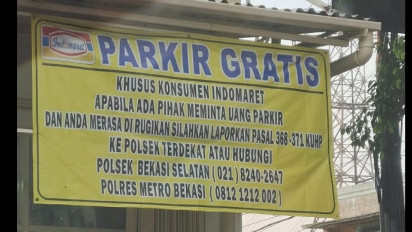 Indomaret PARKIR GRATIS
KHUSUS KONSUMEN INDOMARET
APABILA ADA PIHAK MEMINTA UANG PARKIR
DAN ANDA MERASA DI RUGIKAN SILAHKAN LAPORKAN PASAL 368 -371 KUHP
KE POLSEK TERDEKAT ATAU HUBUNGI
POLSEK BEKASI SELATAN ( 021 ) 8240-2647
POLRES METRO BEKASI ( 0812 1212 002 )